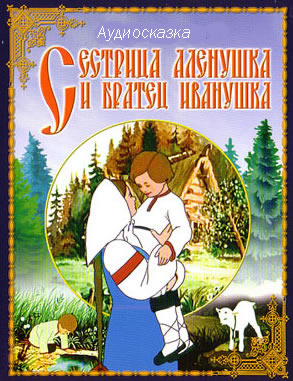 Аудиосказка
СЕСТРИЦА АЛЕНУШКА
И БРАТЕЦ ИВАНУШКА